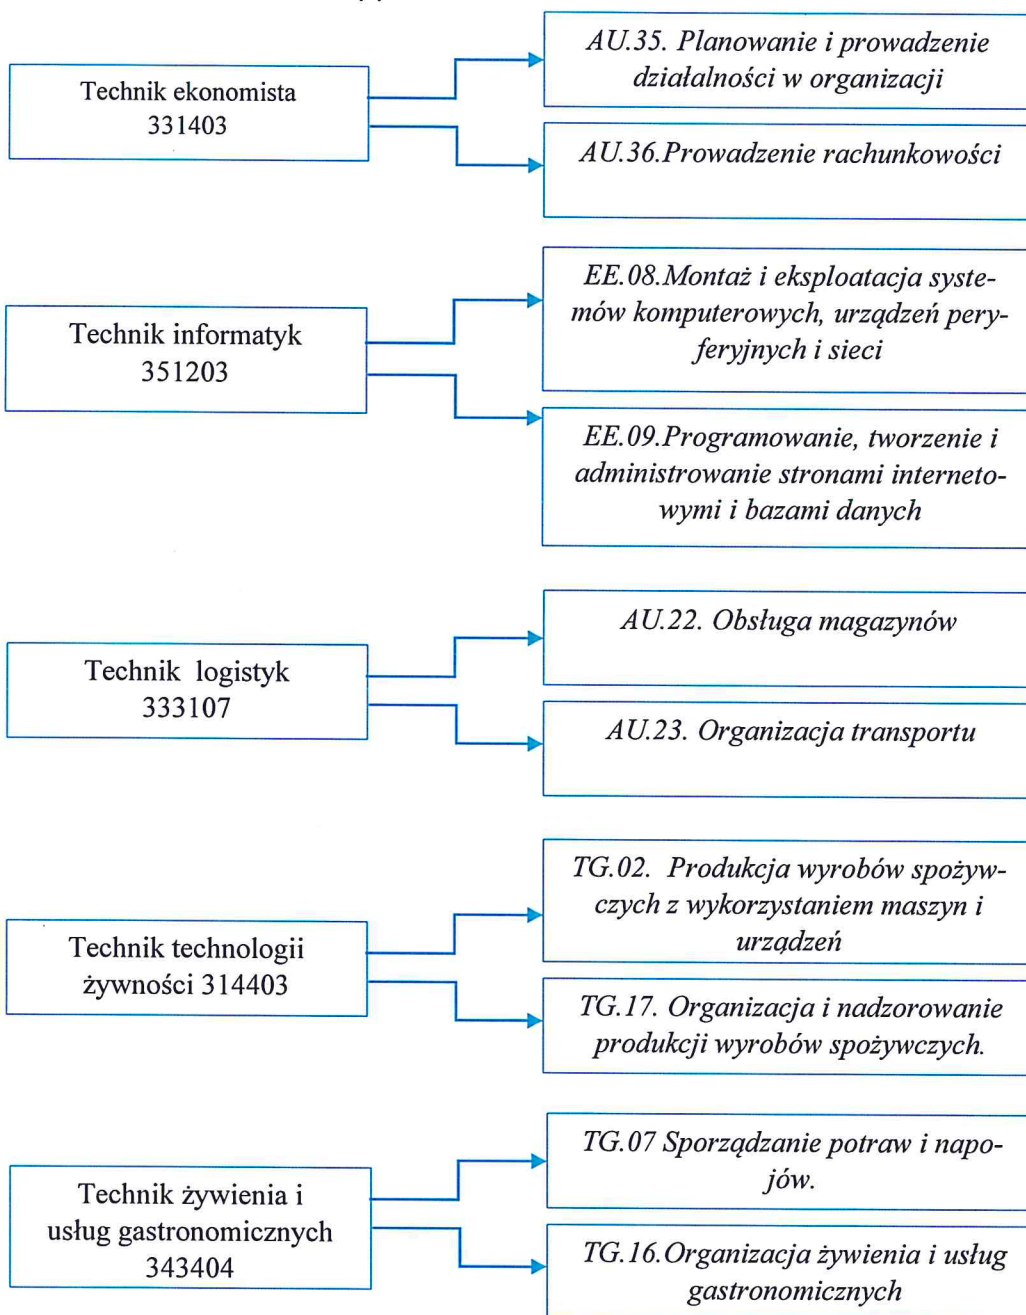 Technik ekonomista
331403
AU.35. Planowanie i prowadzenie
działalności w organizacji
AU.36.Prowadzenie rachunkowości
Technik informatyk
351203
EE.08.Montaż i eksploatacja syste-
mów komputerowych, urządzeń pery-
feryjnych i sieci
EE.09.Programowanie, tworzenie i
administrowanie stronami interneto-
wymi i bazami danych
Technik logistyk
333107
AU.22. Obsługa magazynów
AU.23. Organizacja transportu
Technik technologii
żywności 314403
TG.02. Produkcja wyrobów spożyw-
czych z wykorzystaniem maszyn i
urządzeń
TG.17. Organizacja i nadzorowanie
produkcji wyrobów spożywczych.
Technik żywienia i
usług gastronomicznych
343404
TG.07 Sporządzanie potraw i napo-
jów.
TG.16.Organizacja żywienia i usług
gastronomicznych